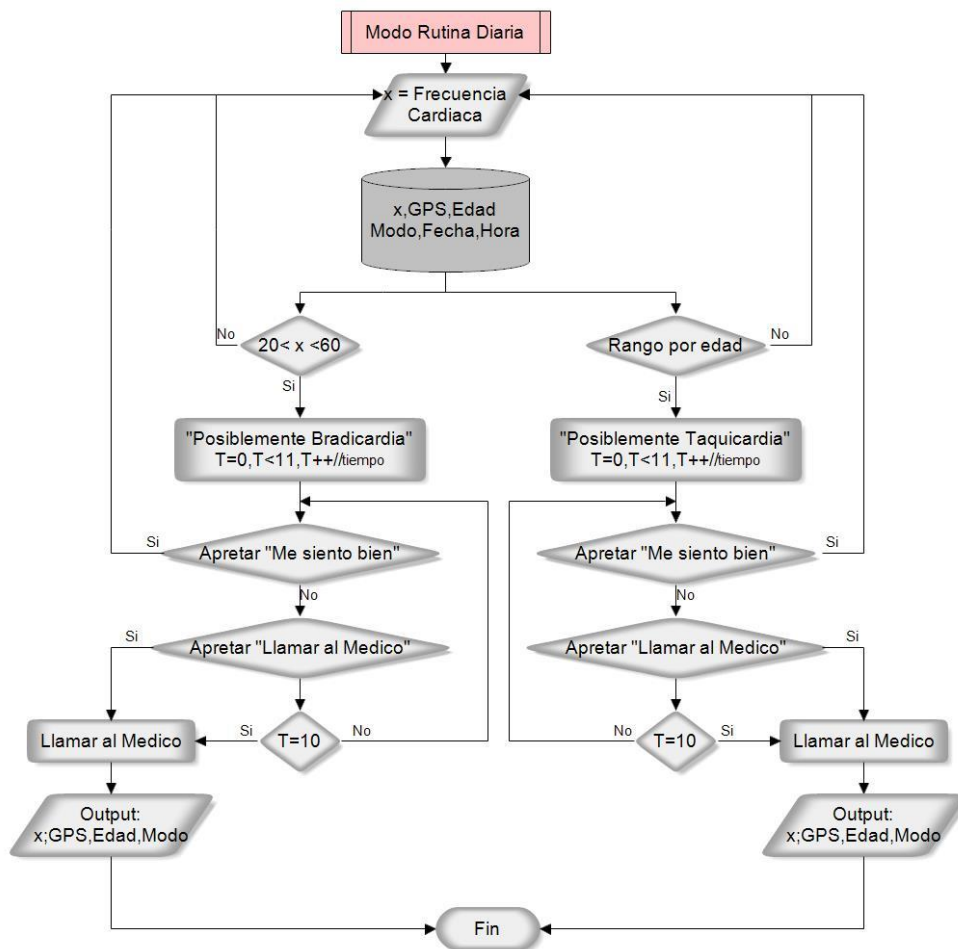 Modo Rutina Diaria
x = Frecuencia
Cardiaca
x,GPS,Edad
Modo,Fecha,Hora
No
20< x <60
Si
Rango por edad
No
Si
"Posiblemente Bradicardia"
T=0,T<11,T++//tiempo
"Posiblemente Taquicardia"
T=0,T<11,T++//tiempo
Si
Apretar "Me siento bien"
No
Apretar "Me siento bien"
Si
No
Si
Apretar "Llamar al Medico"
Apretar "Llamar al Medico"
Si
Llamar al Medico
Si
T=10
No
No
T=10
Si
Llamar al Medico
Output:
x;GPS,Edad,Modo
Output:
x;GPS,Edad,Modo
Fin